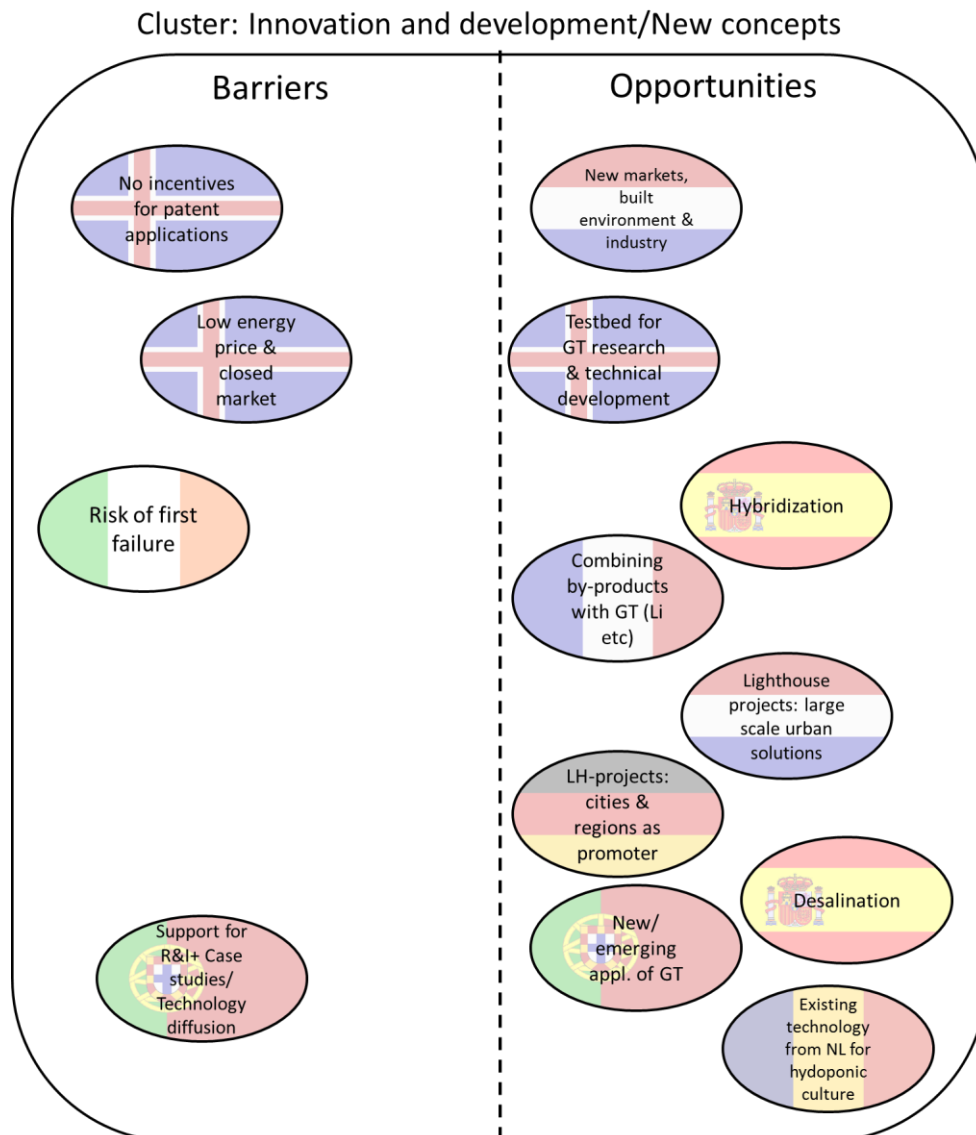 Cluster: Innovation and development/New concepts
Barriers
Opportunities
No incentives
for patent
applications
New markets,
built
environment &
industry
Low energy
price &
closed
market
Testbed for
GT research
& technical
development
Risk of first
failure
Hybridization
Combining
by-products
with GT (Li
etc)
Lighthouse
projects: large
scale urban
solutions
LH-projects:
cities &
regions as
promoter
Desalination
Support for
R&I+ Case
studies/
Technology
diffusion
New/
emerging
appl. of GT
Existing
technology
from NL for
hydoponic
culture